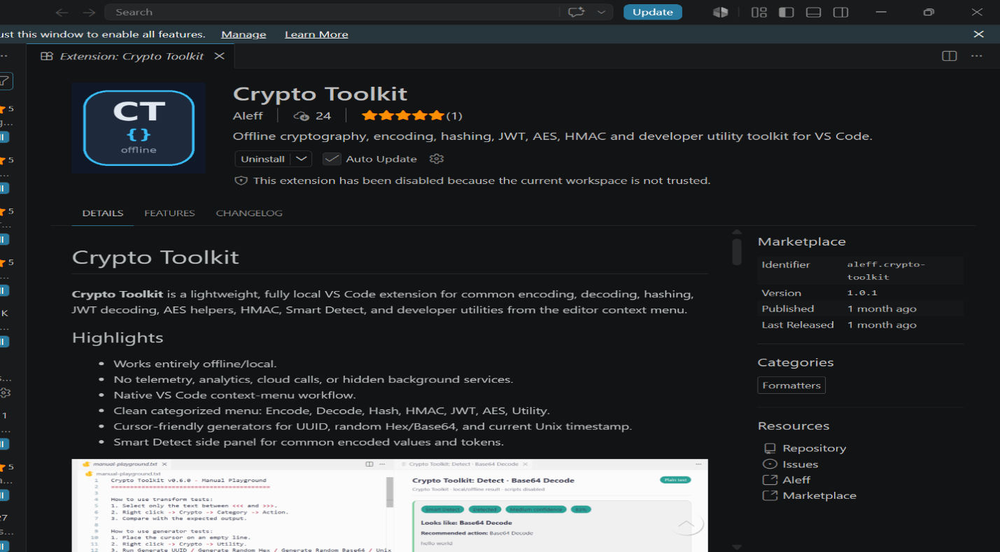 Search
Update
ust this window to enable all features. Manage Learn More
Extension: Crypto Toolkit
CT
{}
offline
Crypto Toolkit
Aleff 24 (1)
Offline cryptography, encoding, hashing, JWT, AES, HMAC and developer utility toolkit for VS Code.
Uninstall Auto Update
This extension has been disabled because the current workspace is not trusted.
DETAILS FEATURES CHANGELOG
Crypto Toolkit
Crypto Toolkit is a lightweight, fully local VS Code extension for common encoding, decoding, hashing,
JWT decoding, AES helpers, HMAC, Smart Detect, and developer utilities from the editor context menu.
Highlights
• Works entirely offline/local.
• No telemetry, analytics, cloud calls, or hidden background services.
• Native VS Code context-menu workflow.
• Clean categorized menu: Encode, Decode, Hash, HMAC, JWT, AES, Utility.
• Cursor-friendly generators for UUID, random Hex/Base64, and current Unix timestamp.
• Smart Detect side panel for common encoded values and tokens.
manual-playground.txt
manual-playground.txt
1 Crypto Toolkit v0.6.0 - Manual Playground
2 ========================================
3
4 How to use transform tests:
5 1. Select only the text between <<< and >>>.
6 2. Right click -> Crypto -> Category -> Action.
7 3. Compare with the expected output.
8
9 How to use generator tests:
10 1. Place the cursor on an empty line.
11 2. Right click -> Crypto -> Utility.
12 3. Run Generate UUID / Generate Random Hex / Generate Random Base64 / Unix
Crypto Toolkit: Detect · Base64 Decode
Crypto Toolkit: Detect · Base64 Decode Plain text
Crypto Toolkit · local/offline result · scripts disabled
Smart Detect Detected Medium confidence
Looks like: Base64 Decode
Recommended action: Base64 Decode
hello world
Marketplace
Identifier aleff.crypto-
toolkit
Version 1.0.1
Published 1 month ago
Last Released 1 month ago
Categories
Formatters
Resources
Repository
Issues
Aleff
Marketplace
5
5
5
5
K
1
5
27